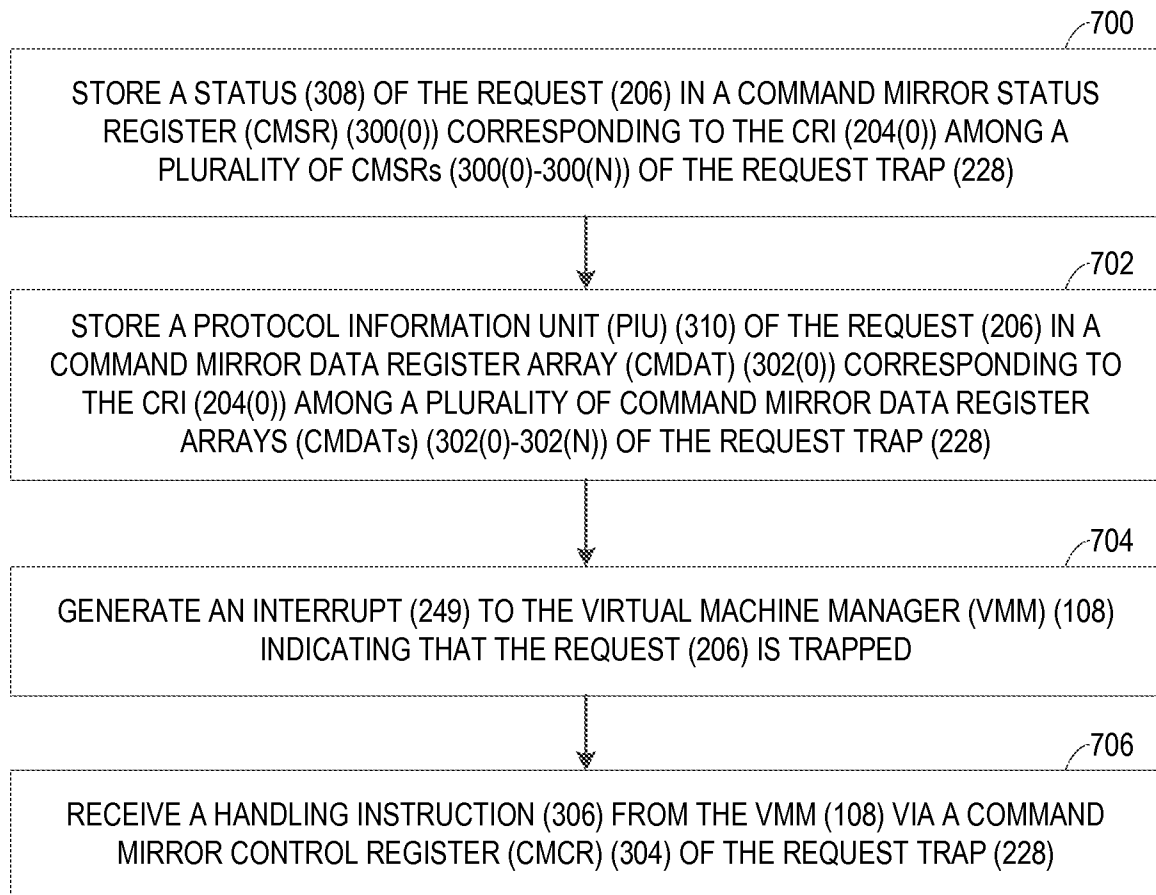 700
STORE A STATUS (308) OF THE REQUEST (206) IN A COMMAND MIRROR STATUS
REGISTER (CMSR) (300(0)) CORRESPONDING TO THE CRI (204(0)) AMONG A
PLURALITY OF CMSRs (300(0)-300(N)) OF THE REQUEST TRAP (228)
702
STORE A PROTOCOL INFORMATION UNIT (PIU) (310) OF THE REQUEST (206) IN A
COMMAND MIRROR DATA REGISTER ARRAY (CMDAT) (302(0)) CORRESPONDING TO
THE CRI (204(0)) AMONG A PLURALITY OF COMMAND MIRROR DATA REGISTER
ARRAYS (CMDATs) (302(0)-302(N)) OF THE REQUEST TRAP (228)
704
GENERATE AN INTERRUPT (249) TO THE VIRTUAL MACHINE MANAGER (VMM) (108)
INDICATING THAT THE REQUEST (206) IS TRAPPED
706
RECEIVE A HANDLING INSTRUCTION (306) FROM THE VMM (108) VIA A COMMAND
MIRROR CONTROL REGISTER (CMCR) (304) OF THE REQUEST TRAP (228)